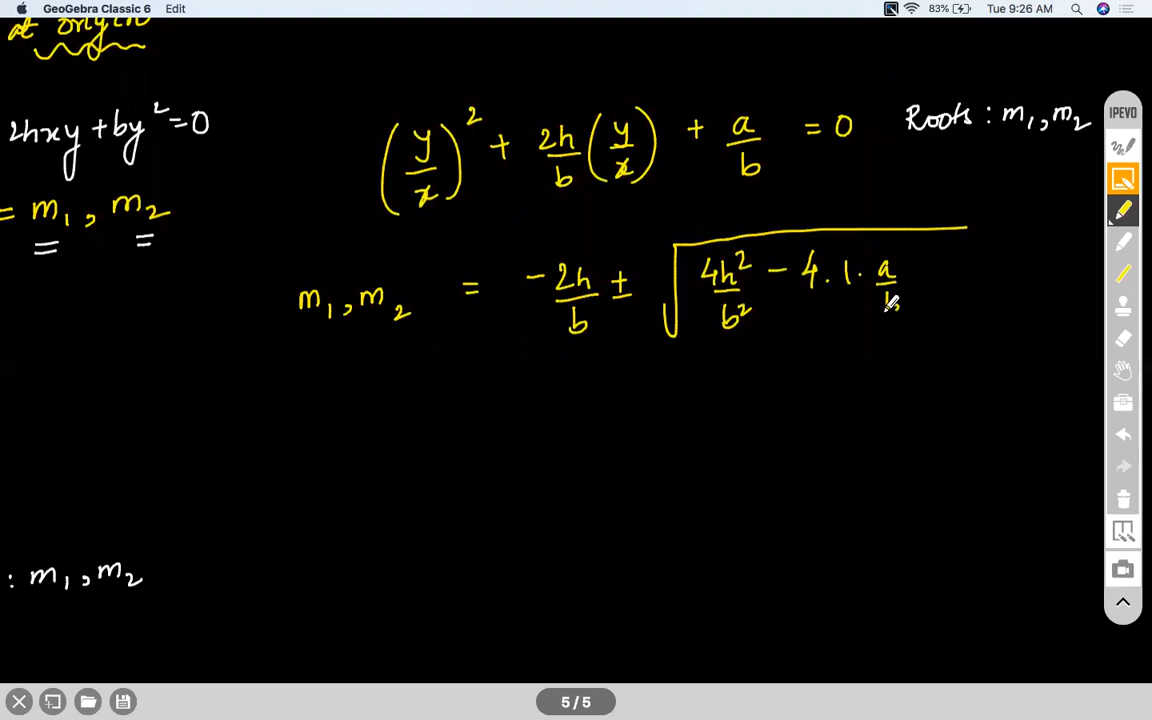 GeoGebra Classic 6 Edit 83% Tue 9:26 AM
at origin
2hxy + by² = 0
(y/x)² + 2h/b (y/x) + a/b = 0
Roots : m₁, m₂
IPEVO
= m₁, m₂
m₁, m₂ = -2h/b ± √(4h²/b² - 4 . 1 . a/b
: m₁, m₂
5 / 5